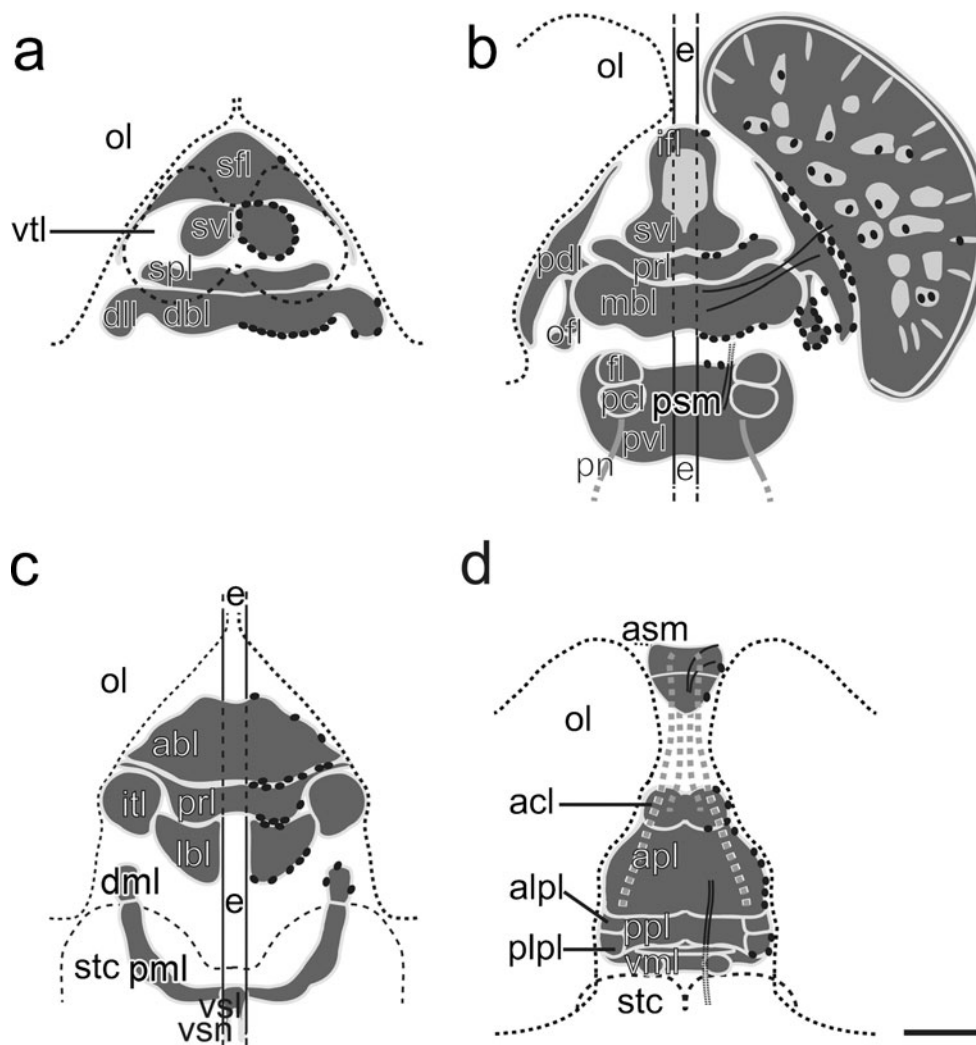 a
ol
sfl
vtl
svl
spl
dll dbl
b
ol
e
ifl
svl
pdl prl
mbl
ofl
fl
pcl psm
pvl
pn e
c
e
ol
abl
itl prl
lbl
dml
e
stc pml
vsl
vsn
d
asm
ol
acl
apl
alpl
ppl
plpl
vml
stc